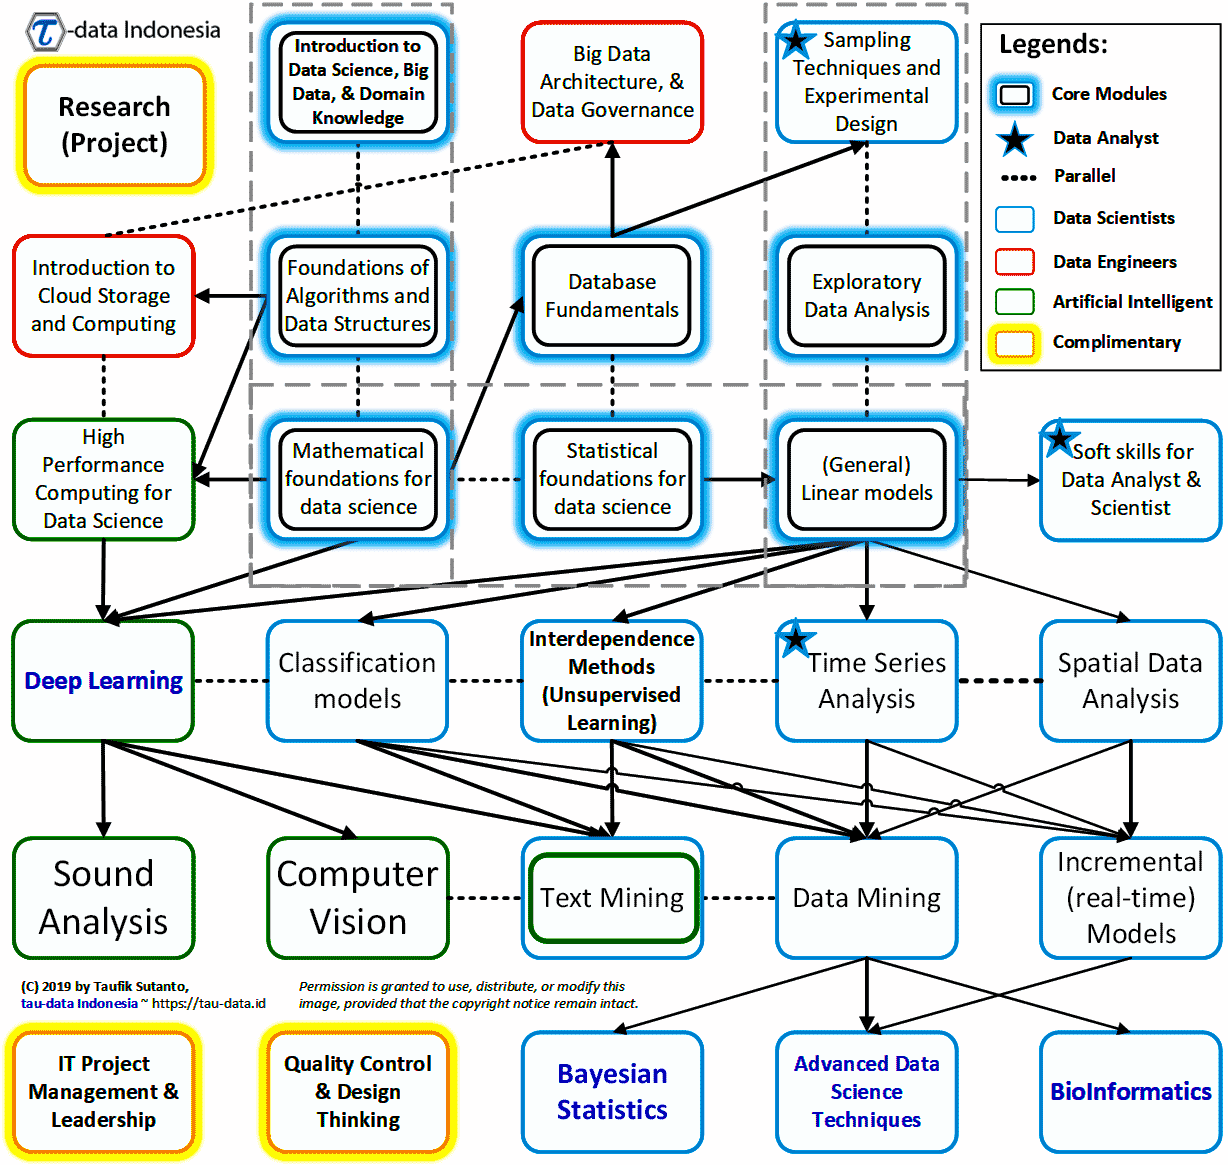 τ-data Indonesia
Research
(Project)
Introduction to
Data Science, Big
Data, & Domain
Knowledge
Big Data
Architecture, &
Data Governance
Sampling
Techniques and
Experimental
Design
Legends:
Core Modules
Data Analyst
Parallel
Data Scientists
Data Engineers
Artificial Intelligent
Complimentary
Introduction to
Cloud Storage
and Computing
Foundations of
Algorithms and
Data Structures
Database
Fundamentals
Exploratory
Data Analysis
High
Performance
Computing for
Data Science
Mathematical
foundations for
data science
Statistical
foundations for
data science
(General)
Linear models
Soft skills for
Data Analyst &
Scientist
Deep Learning
Classification
models
Interdependence
Methods
(Unsupervised
Learning)
Time Series
Analysis
Spatial Data
Analysis
Sound
Analysis
Computer
Vision
Text Mining
Data Mining
Incremental
(real-time)
Models
(C) 2019 by Taufik Sutanto,
tau-data Indonesia ~ https://tau-data.id
Permission is granted to use, distribute, or modify this
image, provided that the copyright notice remain intact.
IT Project
Management &
Leadership
Quality Control
& Design
Thinking
Bayesian
Statistics
Advanced Data
Science
Techniques
BioInformatics